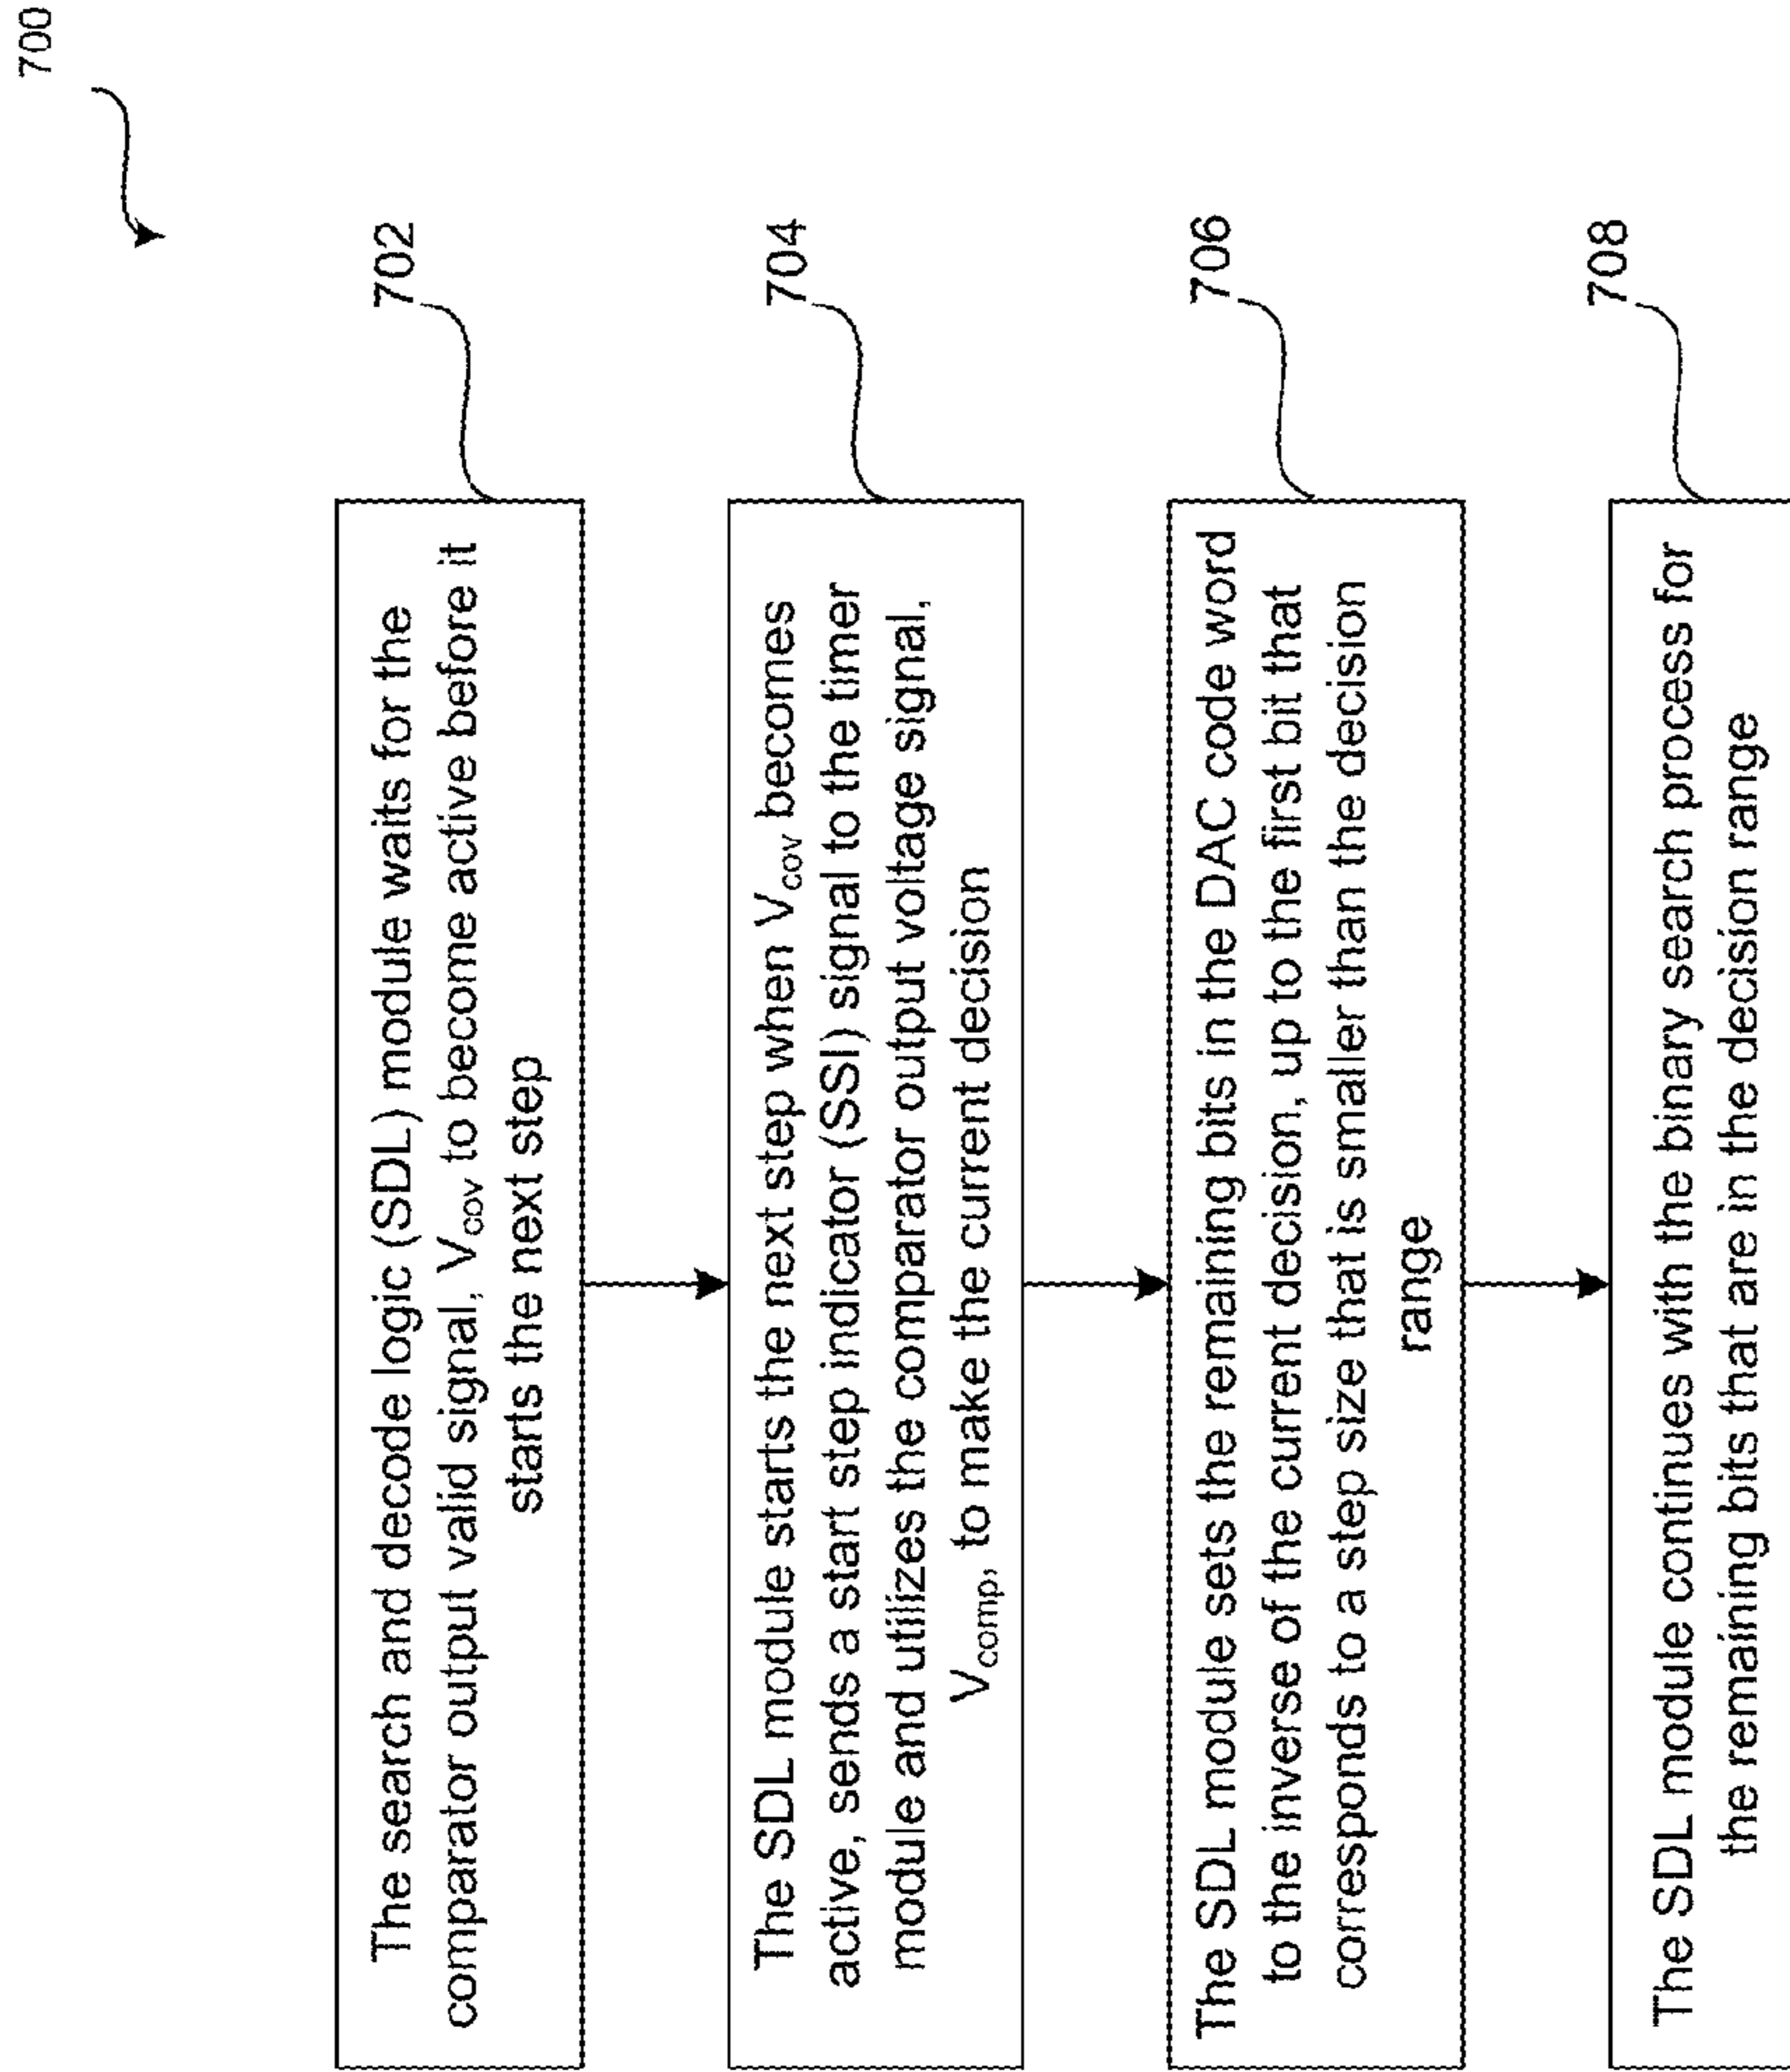 700
The search and decode logic (SDL) module waits for the
comparator output valid signal, Vcov to become active before it
starts the next step
702
The SDL module starts the next step when Vcov becomes
active, sends a start step indicator (SSI) signal to the timer
module and utilizes the comparator output voltage signal,
Vcomp, to make the current decision
704
The SDL module sets the remaining bits in the DAC code word
to the inverse of the current decision, up to the first bit that
corresponds to a step size that is smaller than the decision
range
706
The SDL module continues with the binary search process for
the remaining bits that are in the decision range
708